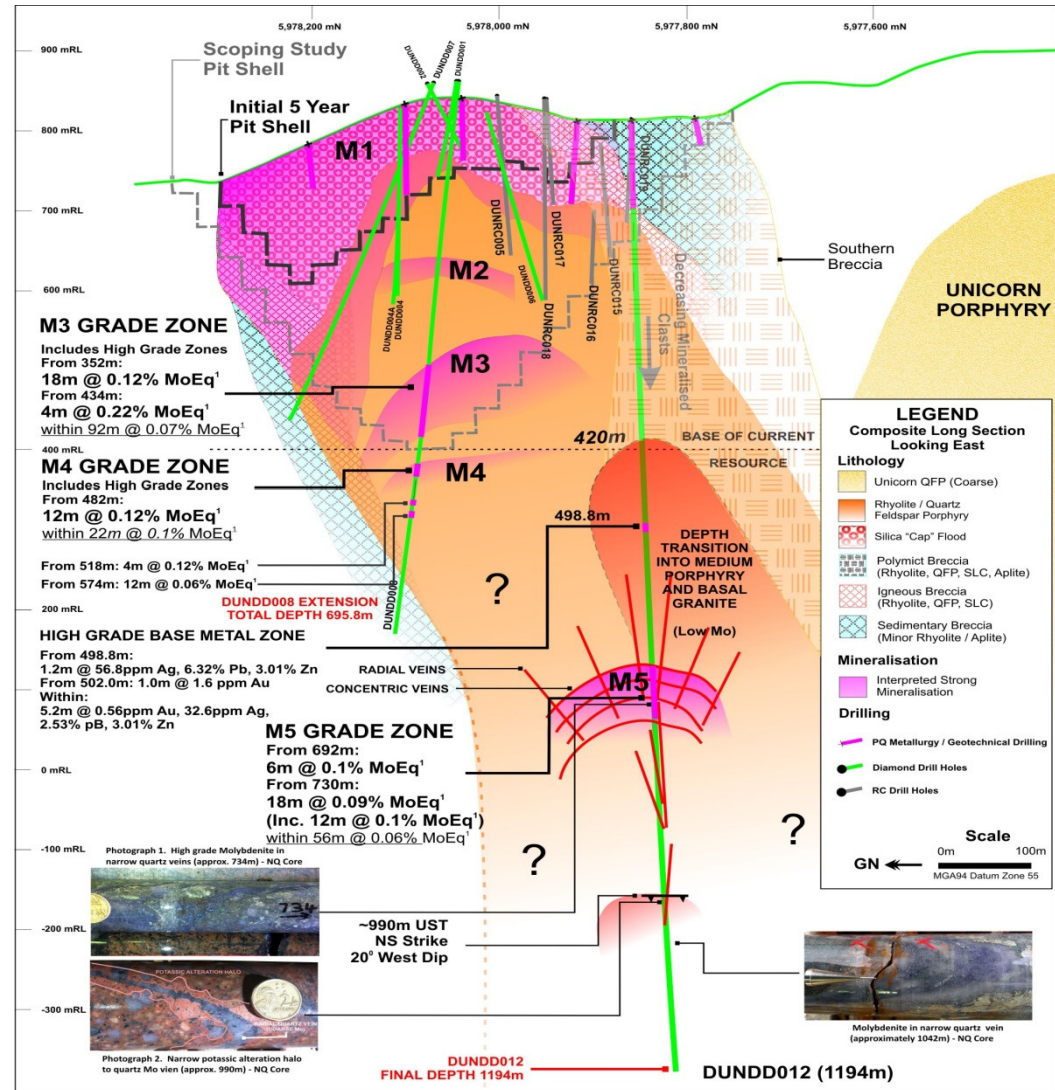 5,978,200 mN
5,978,000 mN
5,977,800 mN
5,977,600 mN
900 mRL
800 mRL
700 mRL
600 mRL
400 mRL
200 mRL
0 mRL
-100 mRL
-200 mRL
-300 mRL
Scoping Study
Pit Shell
Initial 5 Year
Pit Shell
DUNDD002
DUNDD007
DUNDD001
M1
M2
M3
M4
M5
DUNRC005
DUNRC017
DUNDD006
DUNRC018
DUNRC016
DUNRC015
DUNDD004A
DUNDD004
Decreasing Mineralised
Clasts
Southern
Breccia
UNICORN
PORPHYRY
M3 GRADE ZONE
Includes High Grade Zones
From 352m:
18m @ 0.12% MoEq¹
From 434m:
4m @ 0.22% MoEq¹
within 92m @ 0.07% MoEq¹
420m
BASE OF CURRENT
RESOURCE
M4 GRADE ZONE
Includes High Grade Zones
From 482m:
12m @ 0.12% MoEq¹
within 22m @ 0.1% MoEq¹
From 518m: 4m @ 0.12% MoEq¹
From 574m: 12m @ 0.06% MoEq¹
DUNDD008 EXTENSION
TOTAL DEPTH 695.8m
DUNDD008
498.8m
?
DEPTH
TRANSITION
INTO MEDIUM
PORPHYRY
AND BASAL
GRANITE
(Low Mo)
HIGH GRADE BASE METAL ZONE
From 498.8m:
1.2m @ 56.8ppm Ag, 6.32% Pb, 3.01% Zn
From 502.0m: 1.0m @ 1.6 ppm Au
Within:
5.2m @ 0.56ppm Au, 32.6ppm Ag,
2.53% pB, 3.01% Zn
RADIAL VEINS
CONCENTRIC VEINS
M5 GRADE ZONE
From 692m:
6m @ 0.1% MoEq¹
From 730m:
18m @ 0.09% MoEq¹
(Inc. 12m @ 0.1% MoEq¹)
within 56m @ 0.06% MoEq¹
?
?
LEGEND
Composite Long Section
Looking East
Lithology
Unicorn QFP (Coarse)
Rhyolite / Quartz
Feldspar Porphyry
Silica "Cap" Flood
Polymict Breccia
(Rhyolite, QFP, SLC, Aplite)
Igneous Breccia
(Rhyolite, QFP, SLC)
Sedimentary Breccia
(Minor Rhyolite / Aplite)
Mineralisation
Interpreted Strong
Mineralisation
Drilling
PQ Metallurgy / Geotechnical Drilling
Diamond Drill Holes
RC Drill Holes
Scale
0m 100m
GN
MGA94 Datum Zone 55
Photograph 1. High grade Molybdenite in
narrow quartz veins (approx. 734m) - NQ Core
734
POTASSIC ALTERATION HALO
Photograph 2. Narrow potassic alteration halo
to quartz Mo vien (approx. 990m) - NQ Core
~990m UST
NS Strike
20° West Dip
Molybdenite in narrow quartz vein
(approximately 1042m) - NQ Core
DUNDD012
FINAL DEPTH 1194m
DUNDD012 (1194m)